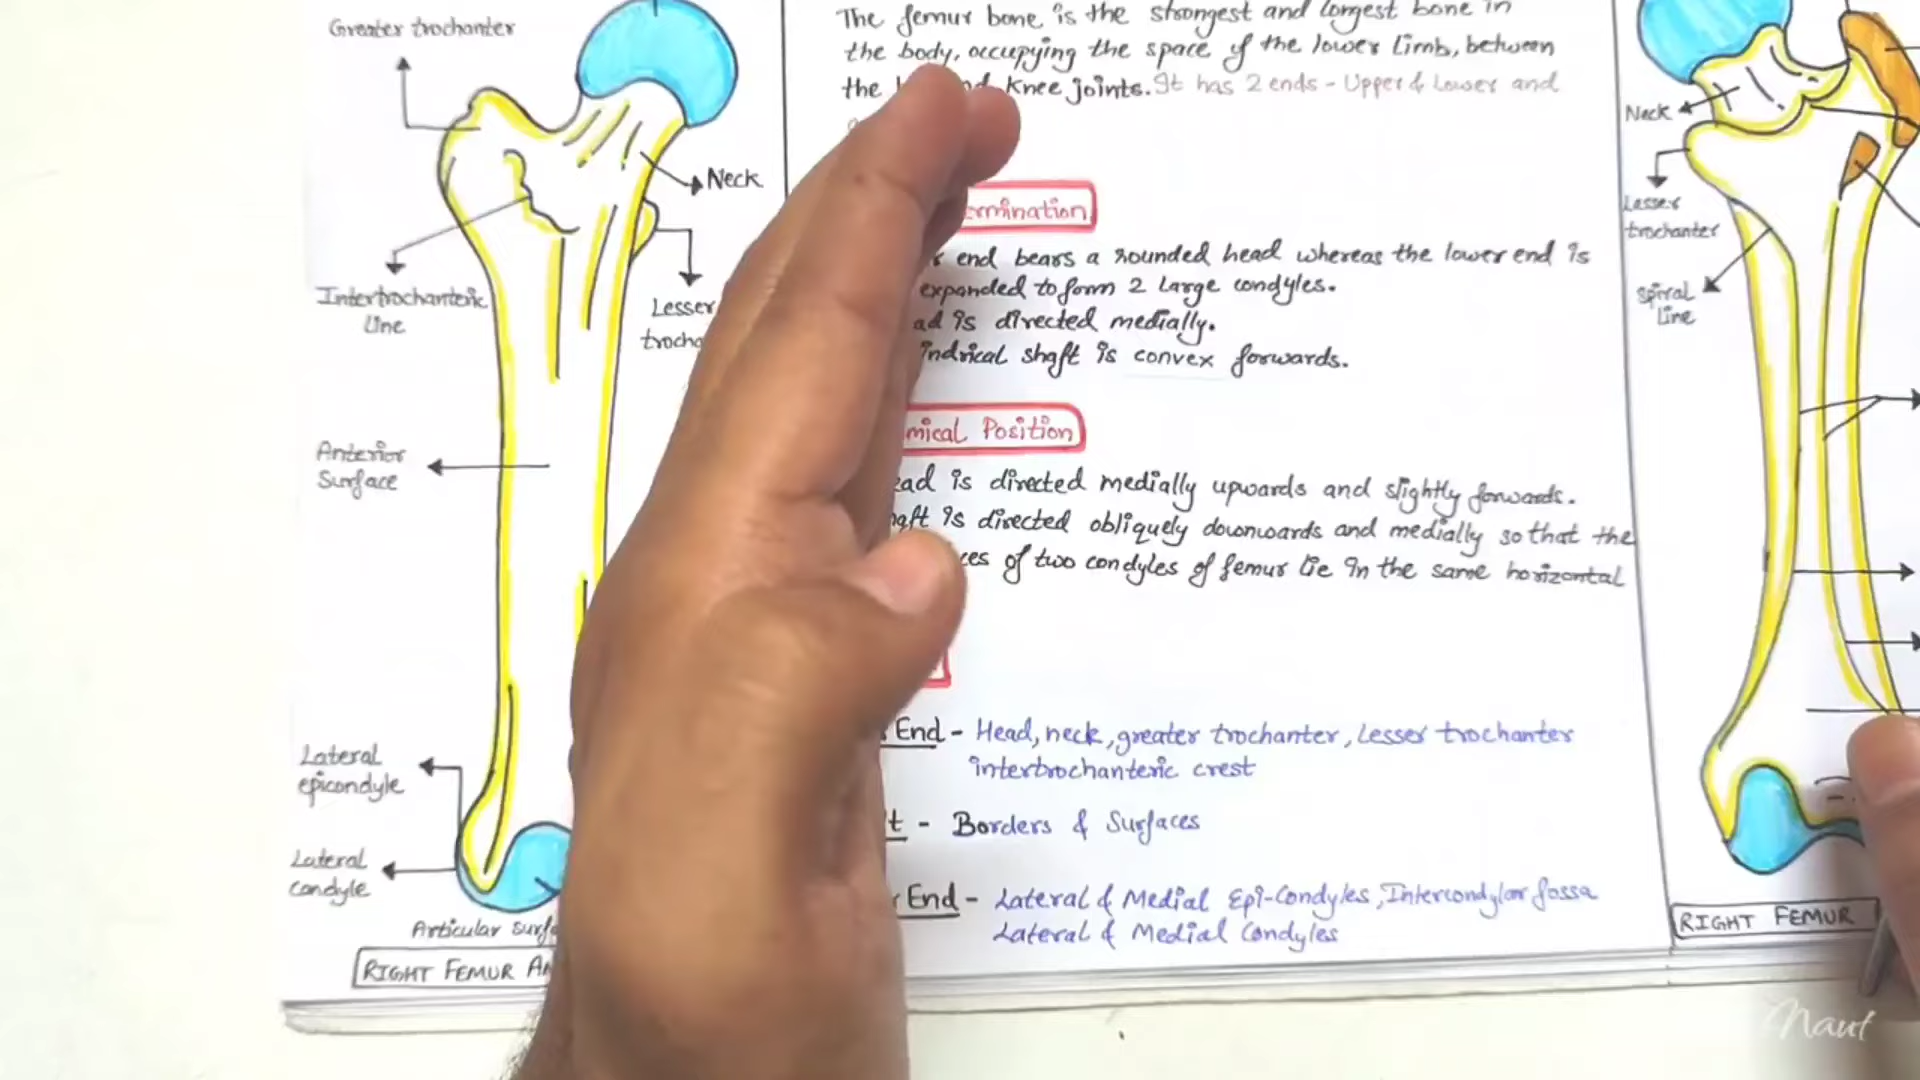 Greater trochanter
Neck
Intertrochanteric
line
Lesser
Anterior
Surface
Lateral
epicondyle
Lateral
condyle
Articular
RIGHT FEMUR
The femur bone is the strongest and longest bone in
the body, occupying the space of the lower limb, between
the knee joints. It has 2 ends - Upper & Lower and
end bears a rounded head whereas the lower end is
expanded to form 2 large condyles.
is directed medially.
shaft is convex forwards.
Position
is directed medially upwards and slightly forwards.
is directed obliquely downwards and medially so that the
of two condyles of femur lie in the same horizontal
End - Head, neck, greater trochanter, Lesser trochanter
intertrochanteric crest
- Borders & Surfaces
End - Lateral & Medial Epi-Condyles, Intercondylar fossa
Lateral & Medial Condyles
Neck
Lesser
trochanter
spiral
line
RIGHT FEMUR